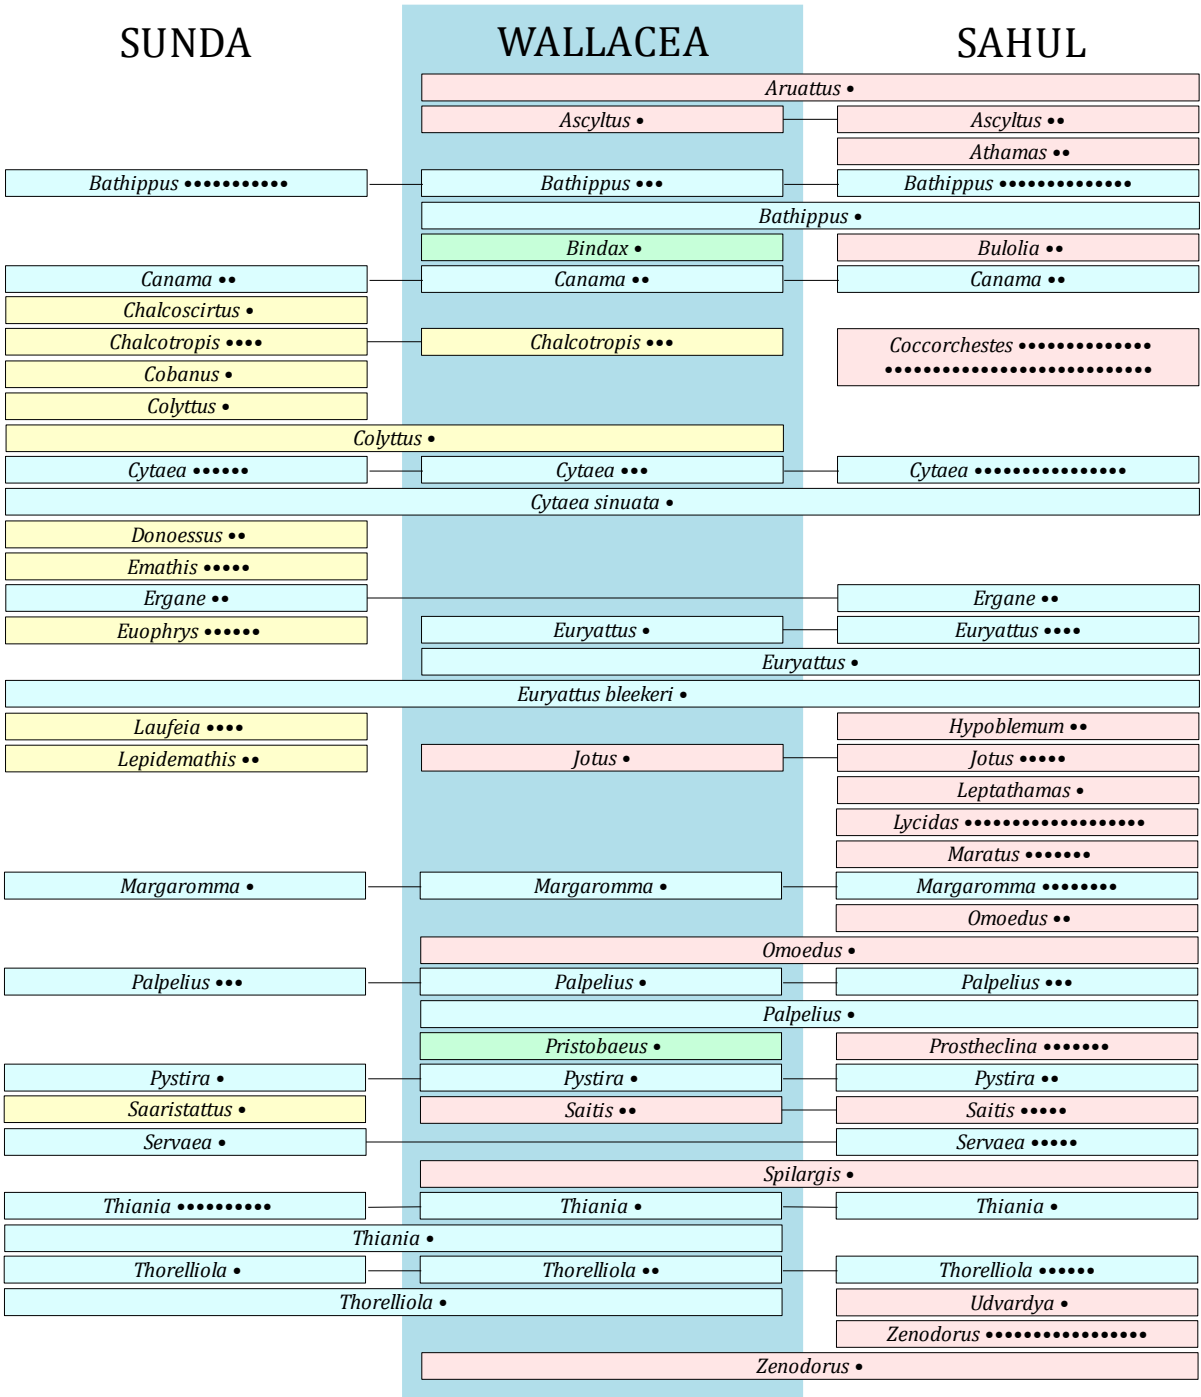 SUNDA WALLACEA SAHUL
Aruattus •
Ascyltus • Ascyltus ••
Athamas ••
Bathippus ••••••••••• Bathippus ••• Bathippus ••••••••••••••
Bathippus •
Bindax • Bulolia ••
Canama •• Canama •• Canama ••
Chalcoscirtus •
Chalcotropis •••• Chalcotropis ••• Coccorchestes ••••••••••••••
••••••••••••••••••••••••••••
Cobanus •
Colyttus •
Colyttus •
Cytaea •••••• Cytaea ••• Cytaea ••••••••••••••••
Cytaea sinuata •
Donoessus ••
Emathis •••••
Ergane •• Ergane ••
Euophrys •••••• Euryattus • Euryattus ••••
Euryattus •
Euryattus bleekeri •
Laufeia •••• Hypoblemum ••
Lepidemathis •• Jotus • Jotus •••••
Leptathamas •
Lycidas •••••••••••••••••••
Maratus •••••••
Margaromma • Margaromma • Margaromma ••••••••
Omoedus ••
Omoedus •
Palpelius ••• Palpelius • Palpelius •••
Palpelius •
Pristobaeus • Prostheclina •••••••
Pystira • Pystira • Pystira ••
Saaristattus • Saitis •• Saitis •••••
Servaea • Servaea •••••
Spilargis •
Thiania •••••••••• Thiania • Thiania •
Thiania •
Thorelliola • Thorelliola •• Thorelliola ••••••
Thorelliola • Udvardya •
Zenodorus •••••••••••••••••
Zenodorus •